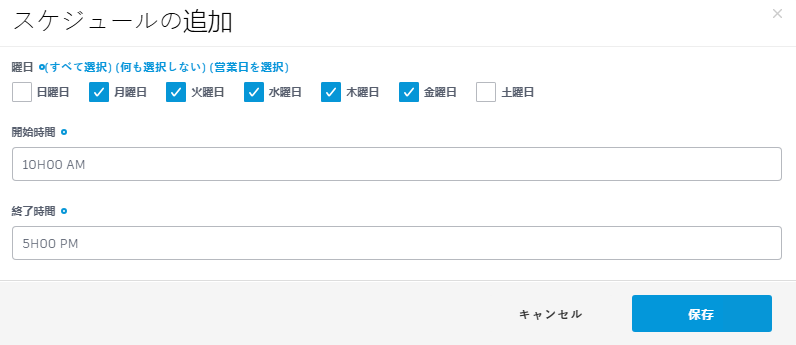 スケジュールの追加
曜日 (すべて選択) (何も選択しない) (営業日を選択)
日曜日 月曜日 火曜日 水曜日 木曜日 金曜日 土曜日
開始時間
10H00 AM
終了時間
5H00 PM
キャンセル 保存